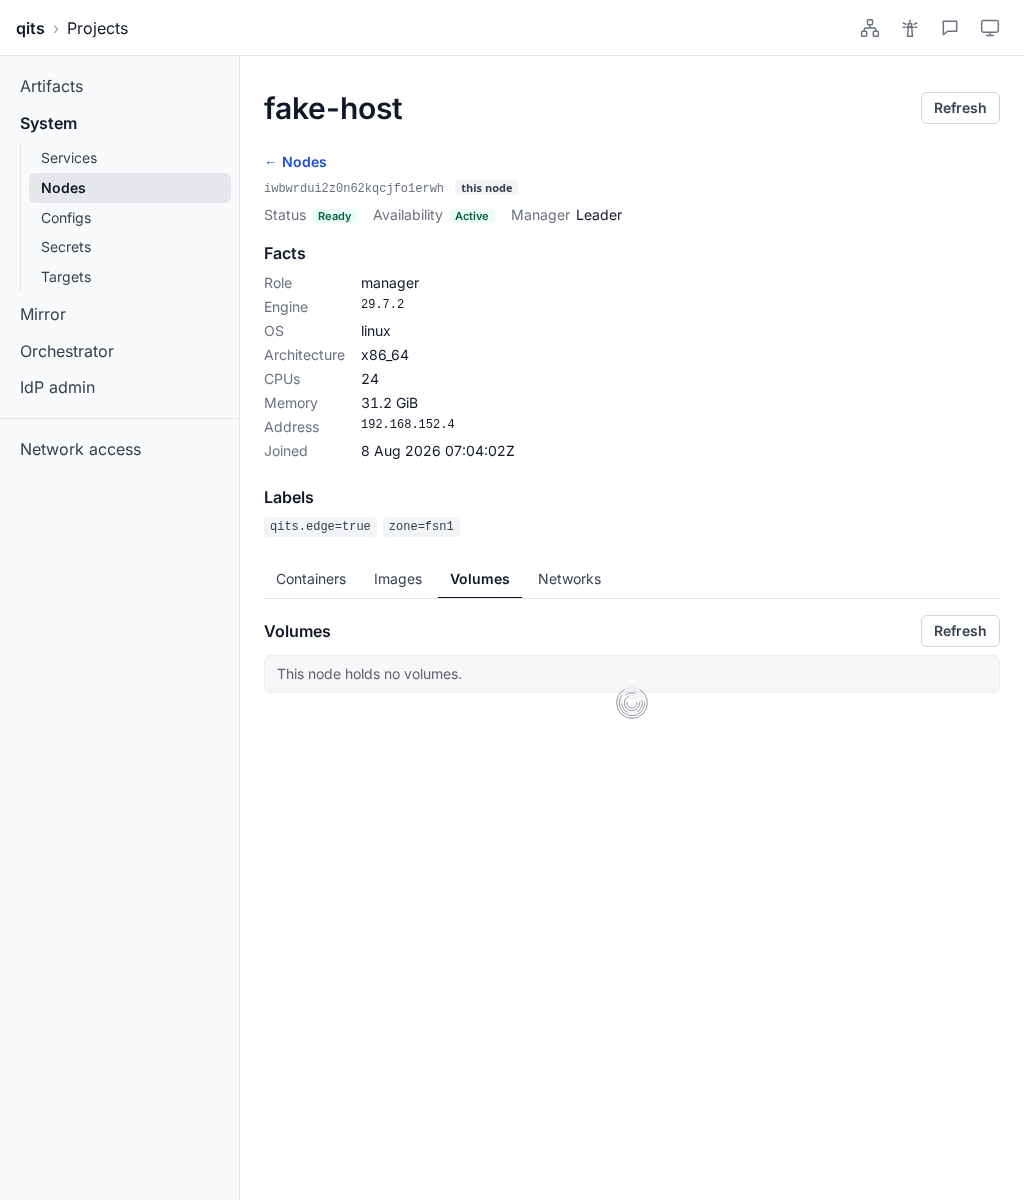 qits › Projects
Artifacts
System
Services
Nodes
Configs
Secrets
Targets
Mirror
Orchestrator
IdP admin
Network access
fake-host
Refresh
← Nodes
iwbwrdui2z0n62kqcjfo1erwh this node
Status Ready Availability Active Manager Leader
Facts
Role manager
Engine 29.7.2
OS linux
Architecture x86_64
CPUs 24
Memory 31.2 GiB
Address 192.168.152.4
Joined 8 Aug 2026 07:04:02Z
Labels
qits.edge=true zone=fsn1
Containers Images Volumes Networks
Volumes Refresh
This node holds no volumes.